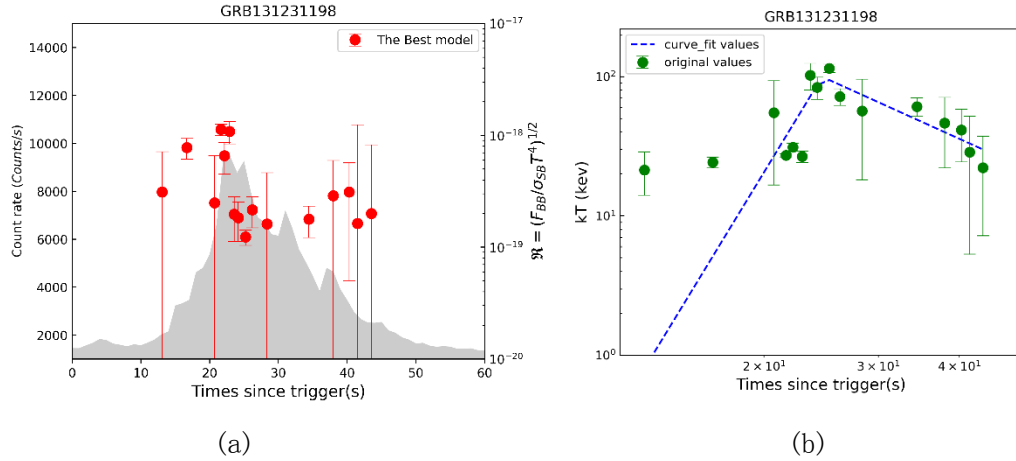 GRB131231198
14000
12000
10000
8000
6000
4000
2000
Count rate (Counts/s)
The Best model
10⁻¹⁷
10⁻¹⁸
10⁻¹⁹
10⁻²⁰
ℜ = (F_BB/σ_SB T⁴)^1/2
0 10 20 30 40 50 60
Times since trigger(s)
(a)
GRB131231198
curve_fit values
original values
10²
10¹
10⁰
kT (kev)
2 × 10¹ 3 × 10¹ 4 × 10¹
Times since trigger(s)
(b)